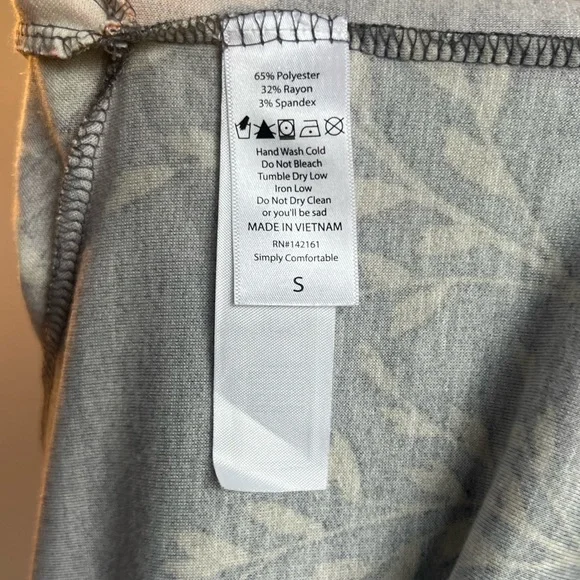 65% Polyester
32% Rayon
3% Spandex
Hand Wash Cold
Do Not Bleach
Tumble Dry Low
Iron Low
Do Not Dry Clean
or you'll be sad
MADE IN VIETNAM
RN#142161
Simply Comfortable
S